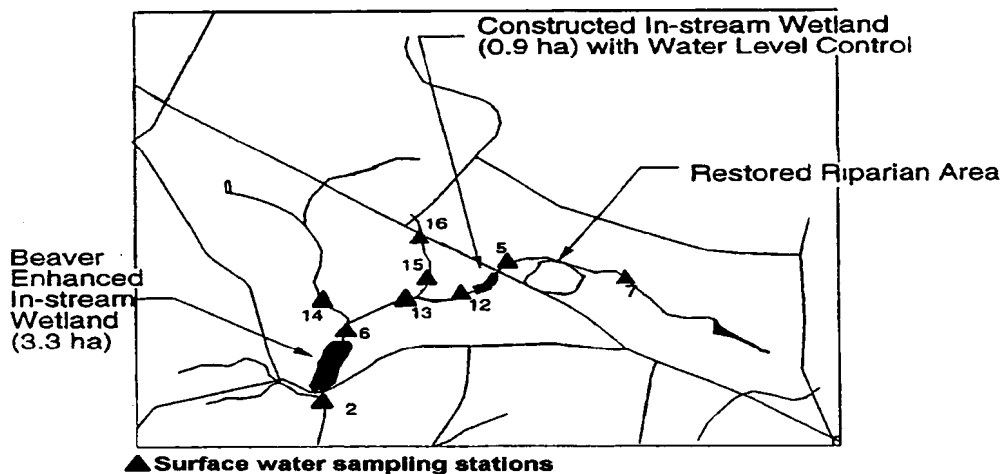 Constructed In-stream Wetland
(0.9 ha) with Water Level Control
Restored Riparian Area
16
5
15
7
Beaver
Enhanced
In-stream
Wetland
(3.3 ha)
14
13
12
6
2
Surface water sampling stations